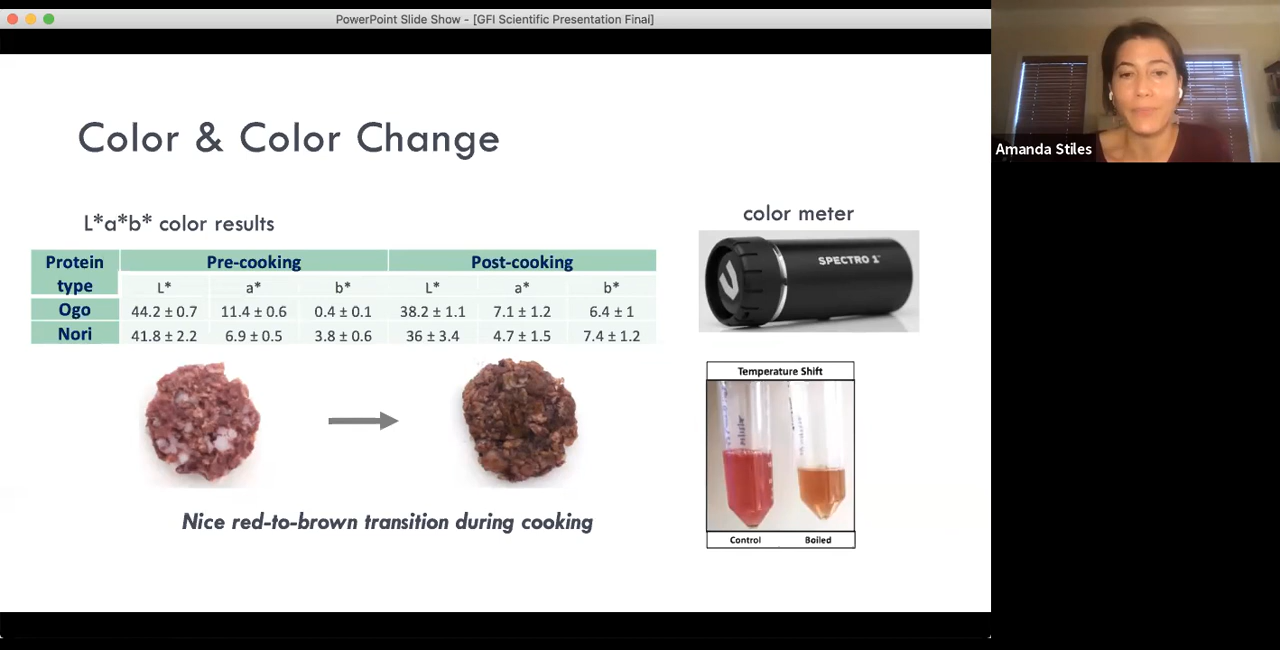 PowerPoint Slide Show - [GFI Scientific Presentation Final]
Amanda Stiles
Color & Color Change
L*a*b* color results
color meter
Protein type Pre-cooking Post-cooking
L* a* b* L* a* b*
Ogo 44.2 ± 0.7 11.4 ± 0.6 0.4 ± 0.1 38.2 ± 1.1 7.1 ± 1.2 6.4 ± 1
Nori 41.8 ± 2.2 6.9 ± 0.5 3.8 ± 0.6 36 ± 3.4 4.7 ± 1.5 7.4 ± 1.2
SPECTRO 1
Temperature Shift
Control Boiled
Nice red-to-brown transition during cooking